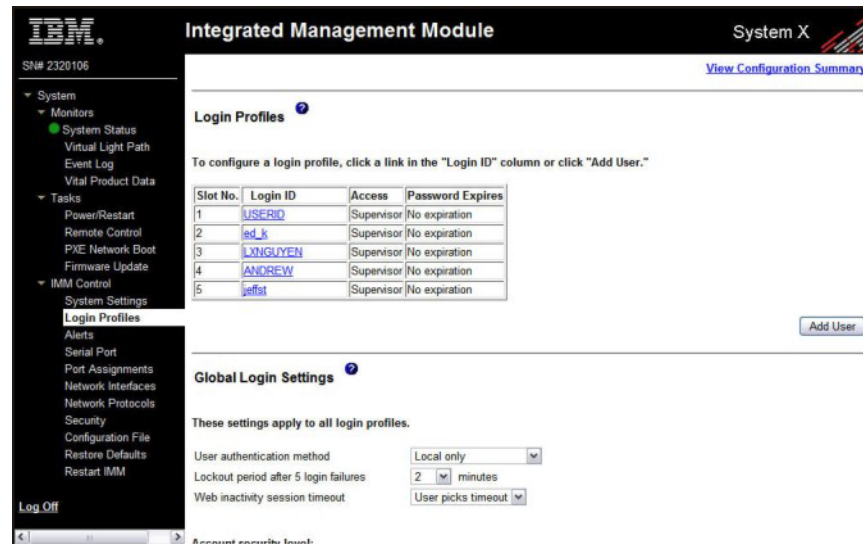 IBM®
Integrated Management Module
System X
SN# 2320106
View Configuration Summary
System
Monitors
System Status
Virtual Light Path
Event Log
Vital Product Data
Tasks
Power/Restart
Remote Control
PXE Network Boot
Firmware Update
IMM Control
System Settings
Login Profiles
Alerts
Serial Port
Port Assignments
Network Interfaces
Network Protocols
Security
Configuration File
Restore Defaults
Restart IMM
Log Off
Login Profiles ?
To configure a login profile, click a link in the "Login ID" column or click "Add User."
Slot No. Login ID Access Password Expires
1 USERID Supervisor No expiration
2 ed_k Supervisor No expiration
3 LXNGUYEN Supervisor No expiration
4 ANDREW Supervisor No expiration
5 jeffst Supervisor No expiration
Add User
Global Login Settings ?
These settings apply to all login profiles.
User authentication method Local only
Lockout period after 5 login failures 2 minutes
Web inactivity session timeout User picks timeout
Account security level: